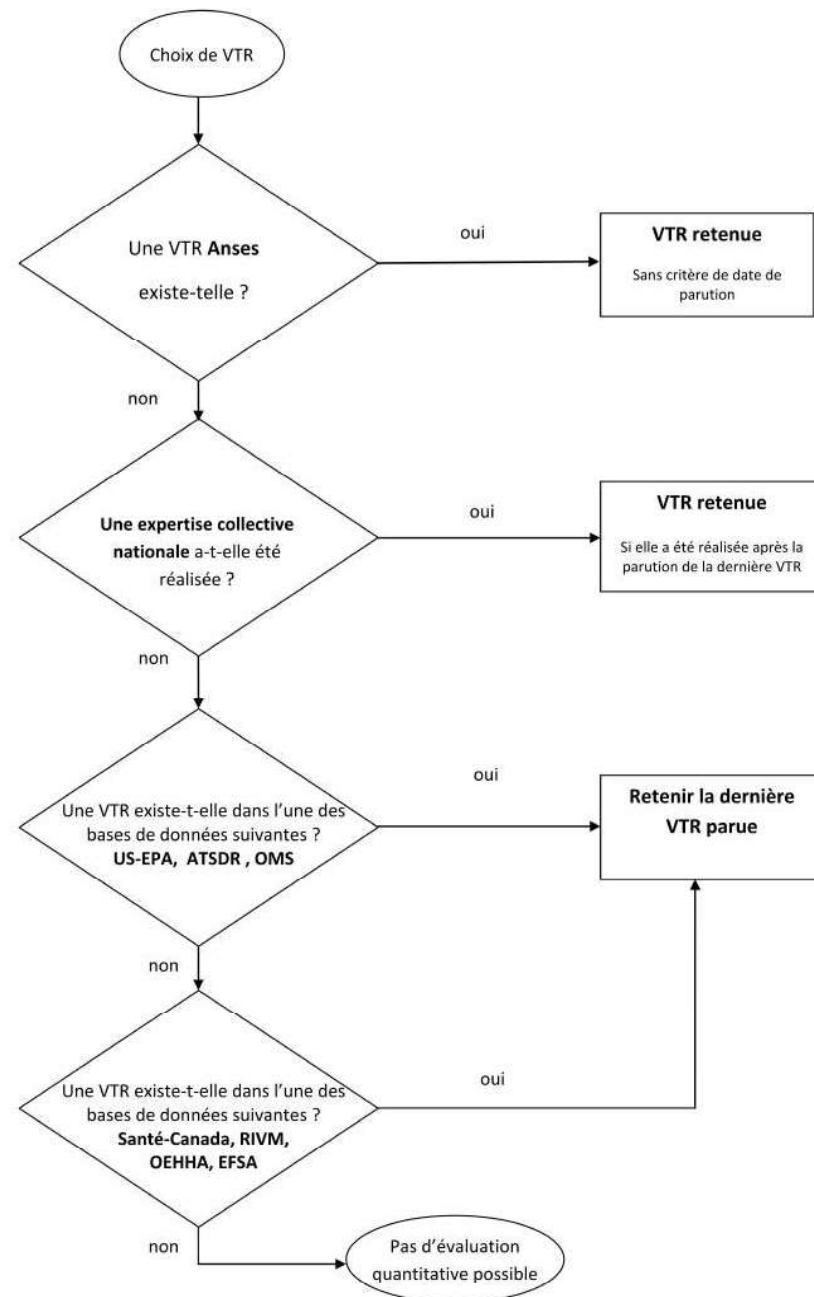 Choix de VTR
Une VTR Anses
existe-telle ?
oui
VTR retenue
Sans critère de date de
parution
non
Une expertise collective
nationale a-t-elle été
réalisée ?
oui
VTR retenue
Si elle a été réalisée après la
parution de la dernière VTR
non
Une VTR existe-t-elle dans l'une des
bases de données suivantes ?
US-EPA, ATSDR , OMS
oui
Retenir la dernière
VTR parue
non
Une VTR existe-t-elle dans l'une des
bases de données suivantes ?
Santé-Canada, RIVM,
OEHHA, EFSA
oui
non
Pas d'évaluation
quantitative possible